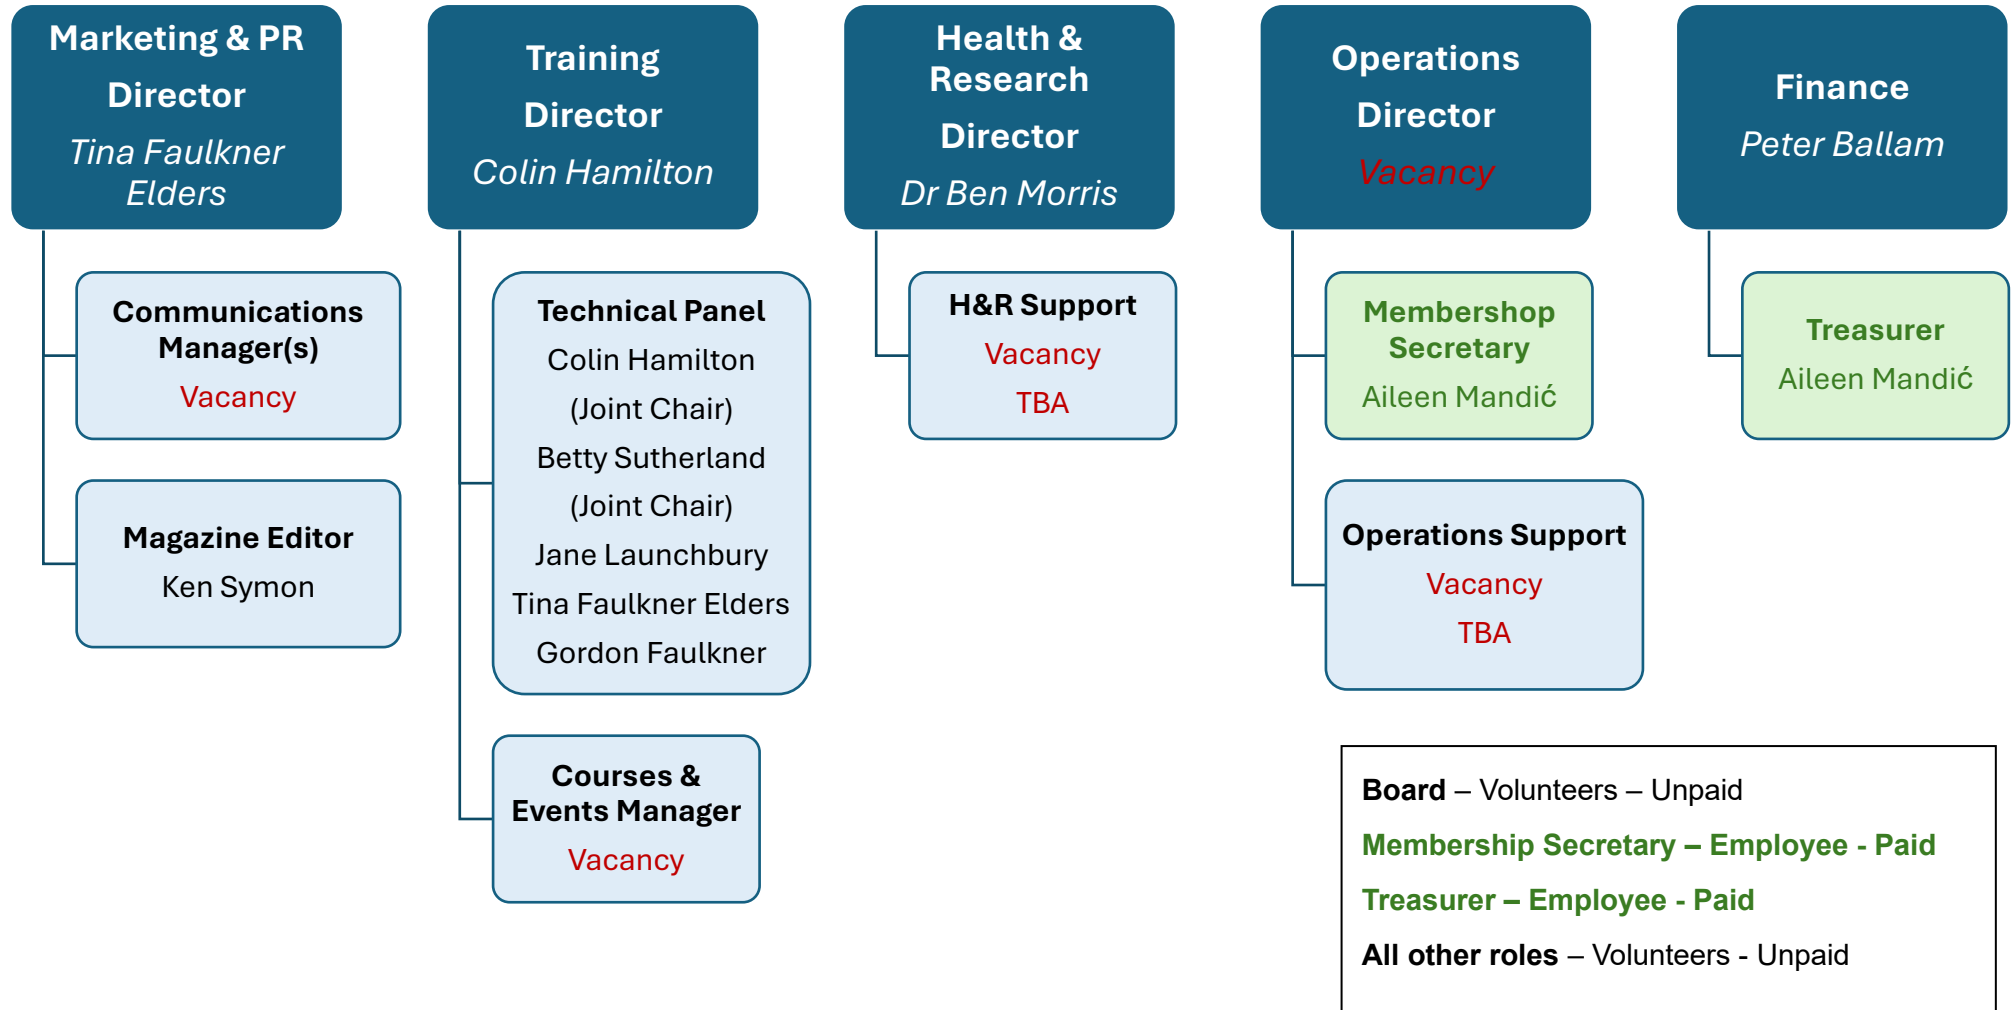 Marketing & PR
Director
Tina Faulkner
Elders
Communications
Manager(s)
Vacancy
Magazine Editor
Ken Symon
Training
Director
Colin Hamilton
Technical Panel
Colin Hamilton
(Joint Chair)
Betty Sutherland
(Joint Chair)
Jane Launchbury
Tina Faulkner Elders
Gordon Faulkner
Courses &
Events Manager
Vacancy
Health &
Research
Director
Dr Ben Morris
H&R Support
Vacancy
TBA
Operations
Director
Vacancy
Membershop
Secretary
Aileen Mandić
Operations Support
Vacancy
TBA
Finance
Peter Ballam
Treasurer
Aileen Mandić
Board – Volunteers – Unpaid
Membership Secretary – Employee - Paid
Treasurer – Employee - Paid
All other roles – Volunteers - Unpaid